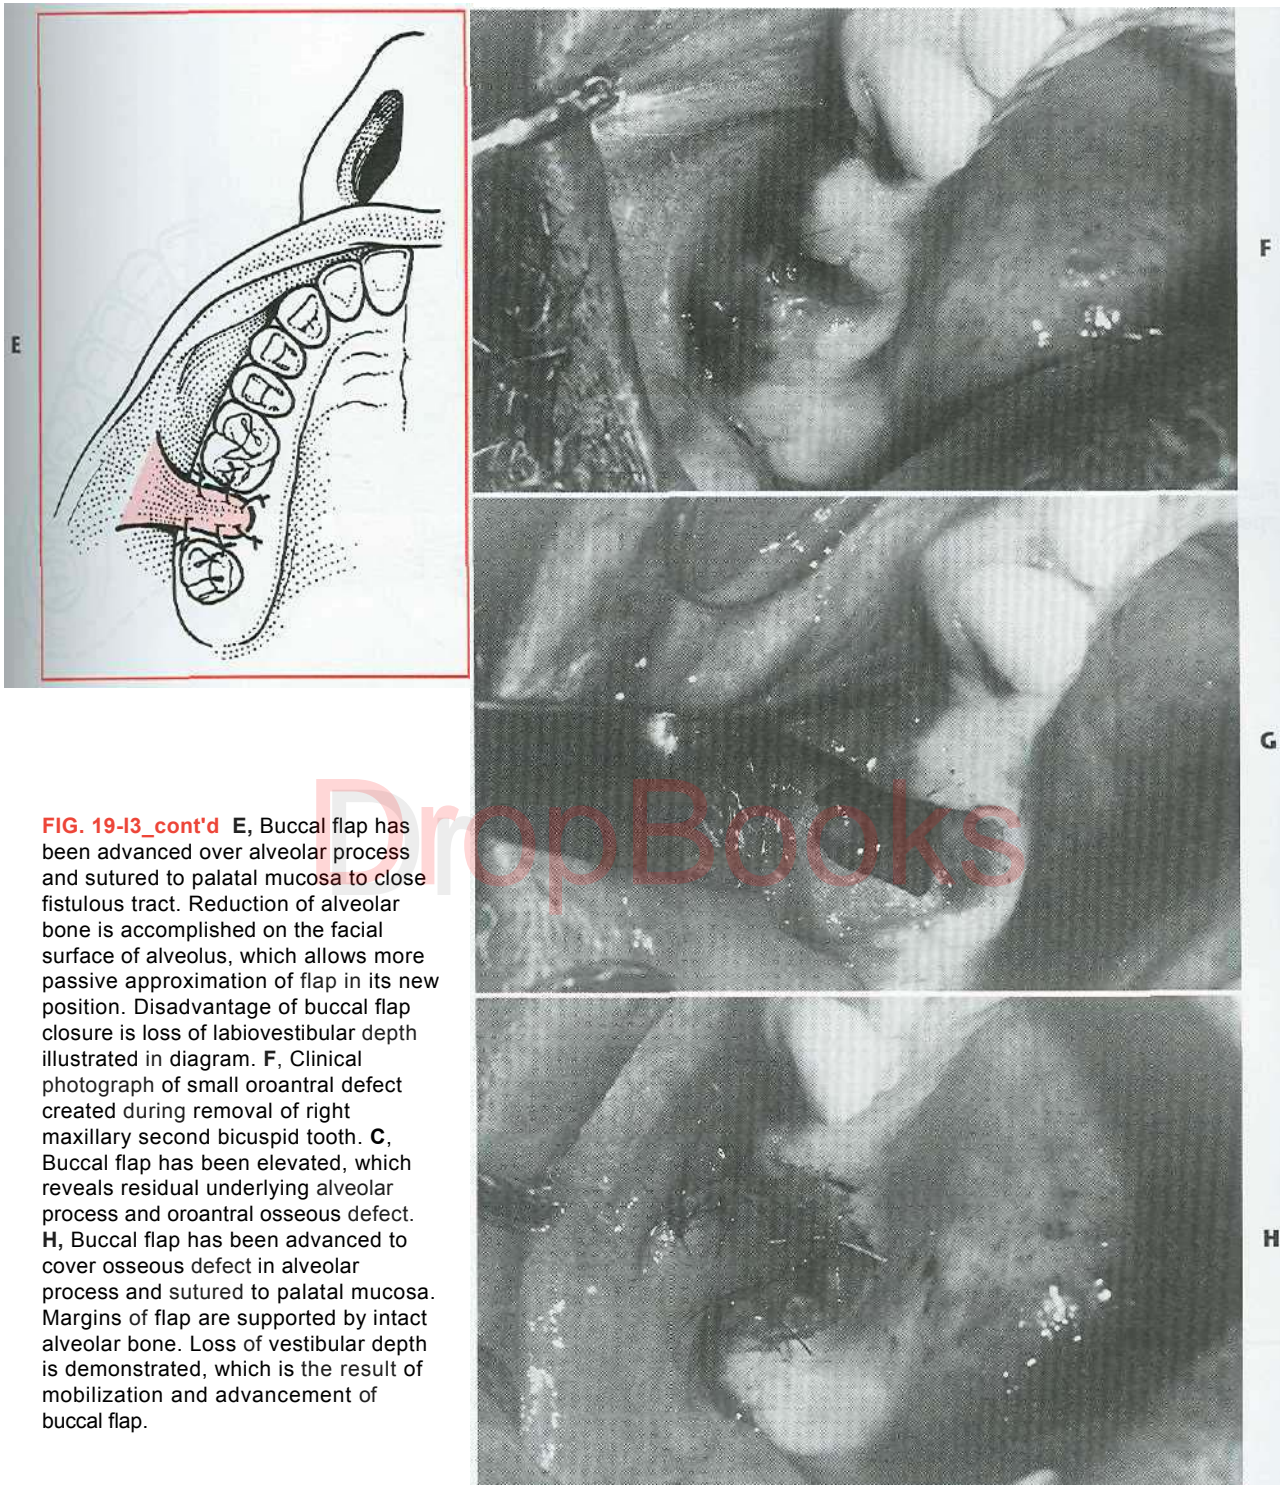 E
F
G
H
DropBooks
FIG. 19-I3_cont'd E, Buccal flap has
been advanced over alveolar process
and sutured to palatal mucosa to close
fistulous tract. Reduction of alveolar
bone is accomplished on the facial
surface of alveolus, which allows more
passive approximation of flap in its new
position. Disadvantage of buccal flap
closure is loss of labiovestibular depth
illustrated in diagram. F, Clinical
photograph of small oroantral defect
created during removal of right
maxillary second bicuspid tooth. C,
Buccal flap has been elevated, which
reveals residual underlying alveolar
process and oroantral osseous defect.
H, Buccal flap has been advanced to
cover osseous defect in alveolar
process and sutured to palatal mucosa.
Margins of flap are supported by intact
alveolar bone. Loss of vestibular depth
is demonstrated, which is the result of
mobilization and advancement of
buccal flap.